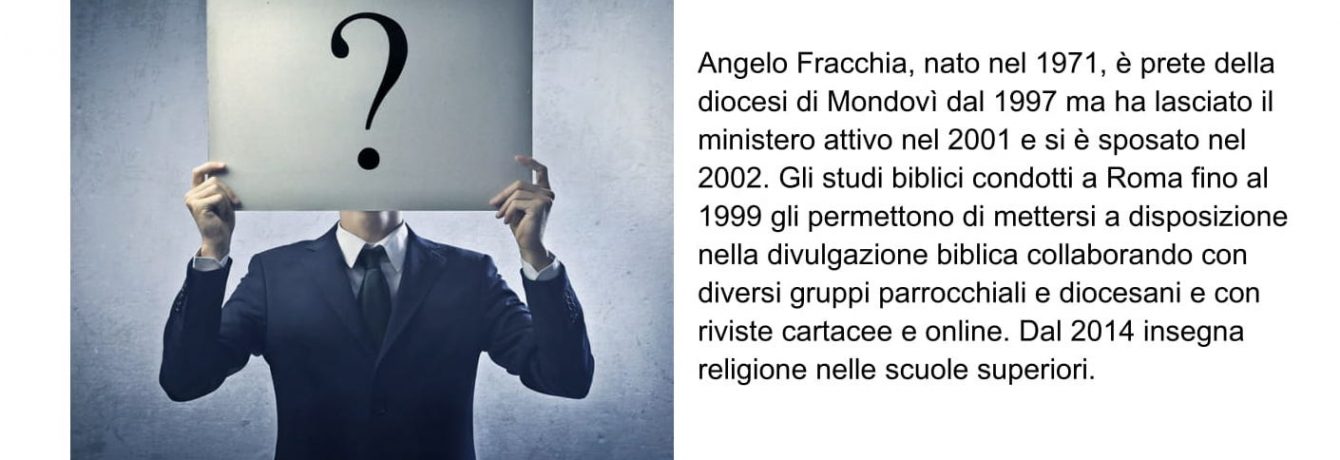 ?
Angelo Fracchia, nato nel 1971, è prete della
diocesi di Mondovì dal 1997 ma ha lasciato il
ministero attivo nel 2001 e si è sposato nel
2002. Gli studi biblici condotti a Roma fino al
1999 gli permettono di mettersi a disposizione
nella divulgazione biblica collaborando con
diversi gruppi parrocchiali e diocesani e con
riviste cartacee e online. Dal 2014 insegna
religione nelle scuole superiori.